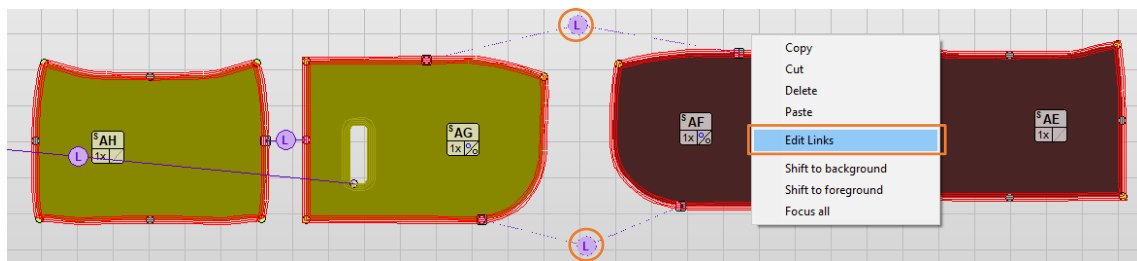 L
Copy
Cut
Delete
Paste
Edit Links
Shift to background
Shift to foreground
Focus all
S AH
1x
L
L
S AG
1x %
S AF
1x %
S AE
1x
L